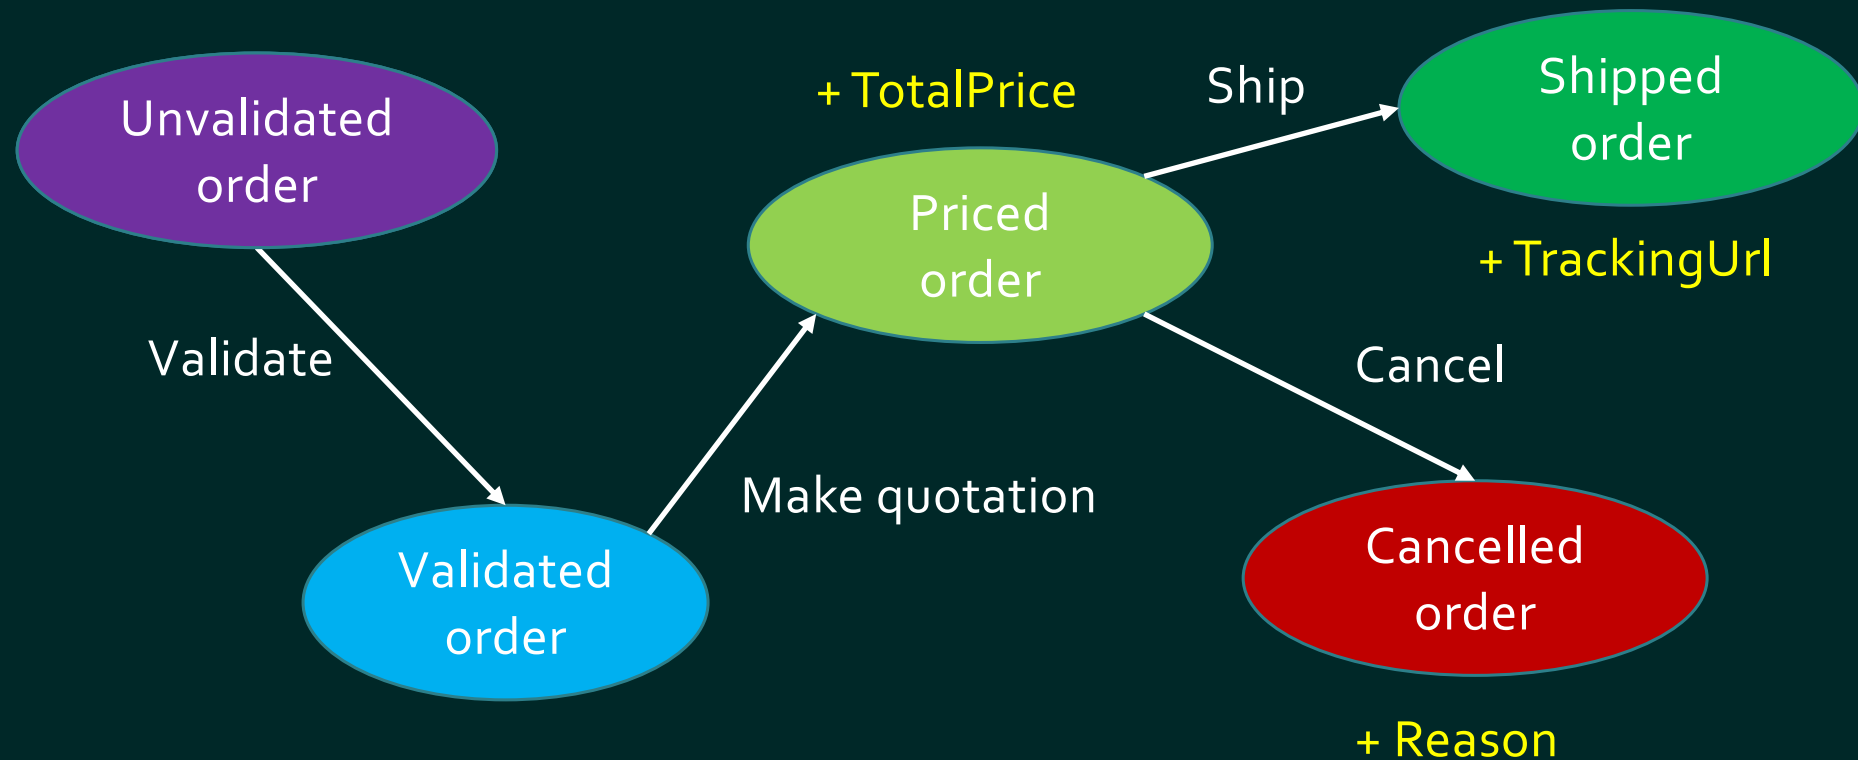 Unvalidated
order
Validate
Validated
order
Make quotation
+ TotalPrice
Priced
order
Ship
Shipped
order
+ TrackingUrl
Cancel
Cancelled
order
+ Reason